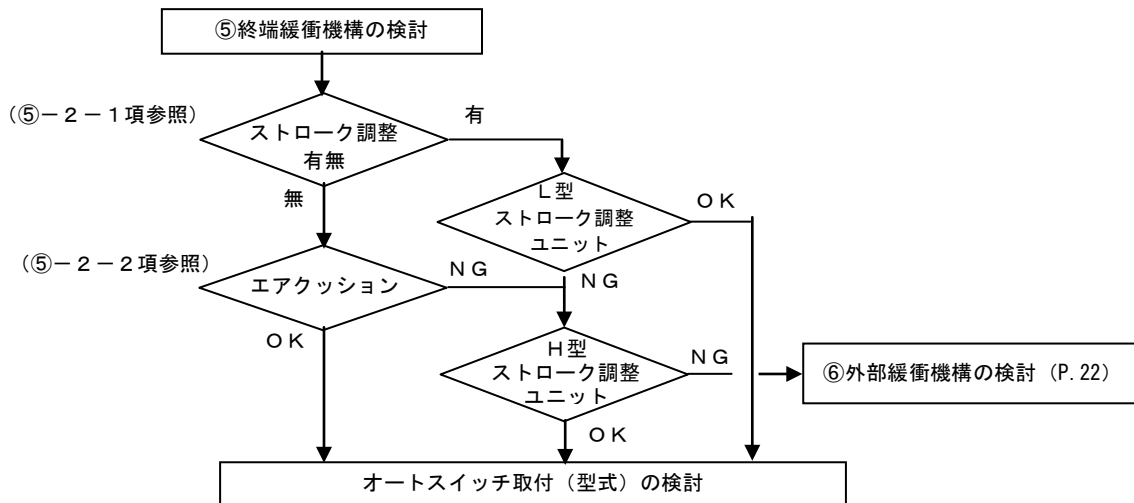 ⑤終端緩衝機構の検討
（⑤－２－１項参照）
ストローク調整
有無
有
無
Ｌ型
ストローク調整
ユニット
ＯＫ
（⑤－２－２項参照）
エアクッション
ＮＧ
ＮＧ
ＯＫ
Ｈ型
ストローク調整
ユニット
ＮＧ
⑥外部緩衝機構の検討（P.22）
ＯＫ
オートスイッチ取付（型式）の検討